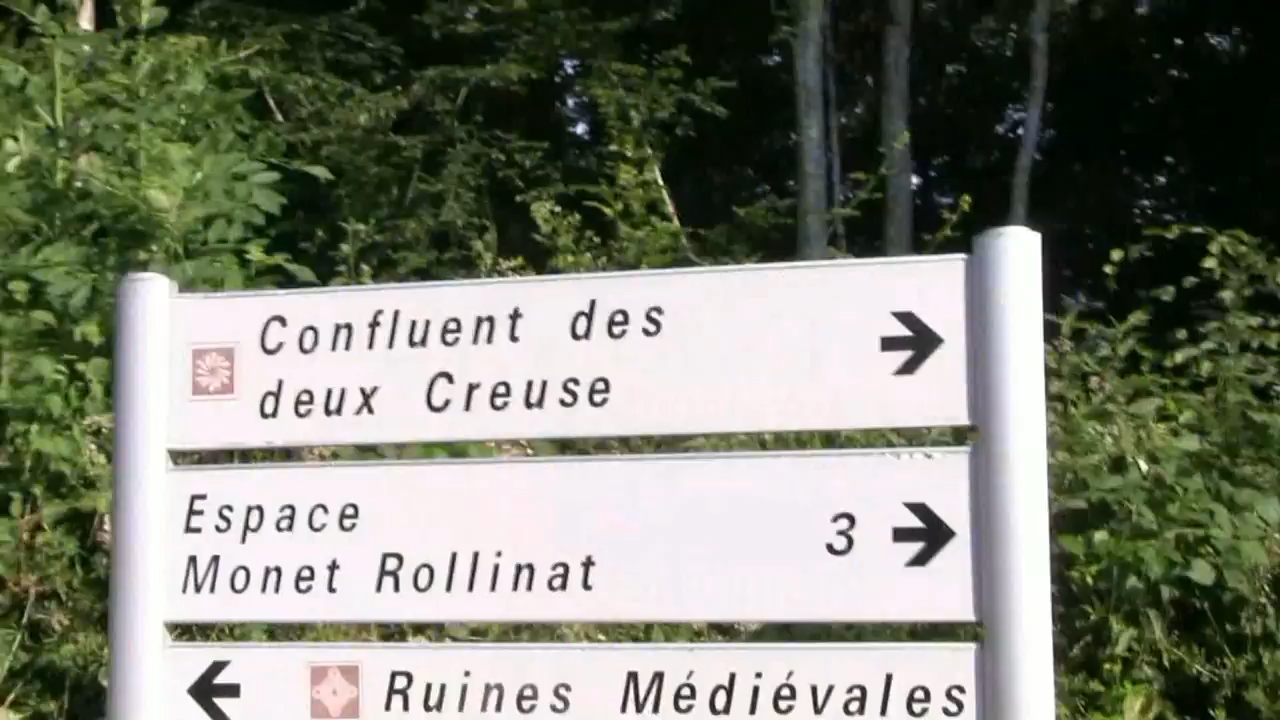 Confluent des
deux Creuse
Espace
Monet Rollinat
3
Ruines Médiévales